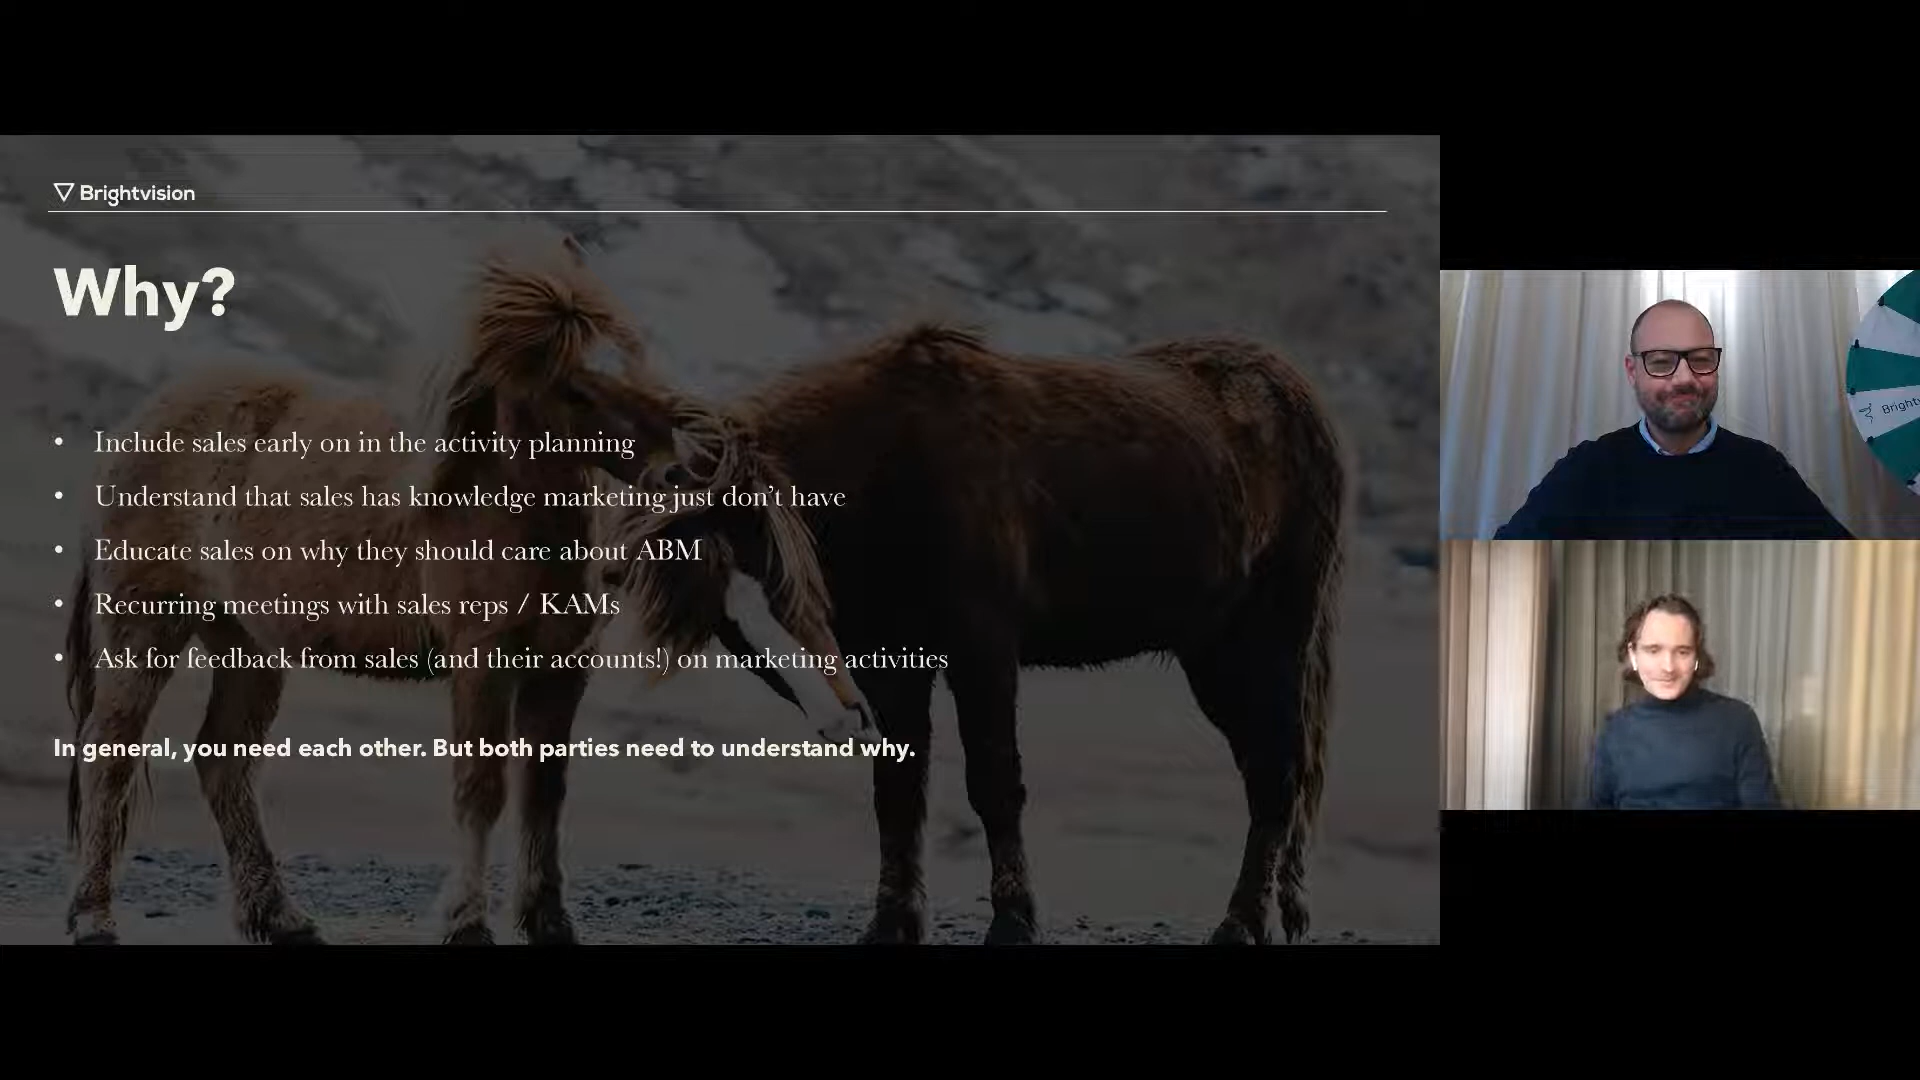 Brightvision
Why?
• Include sales early on in the activity planning
• Understand that sales has knowledge marketing just don't have
• Educate sales on why they should care about ABM
• Recurring meetings with sales reps / KAMs
• Ask for feedback from sales (and their accounts!) on marketing activities
In general, you need each other. But both parties need to understand why.